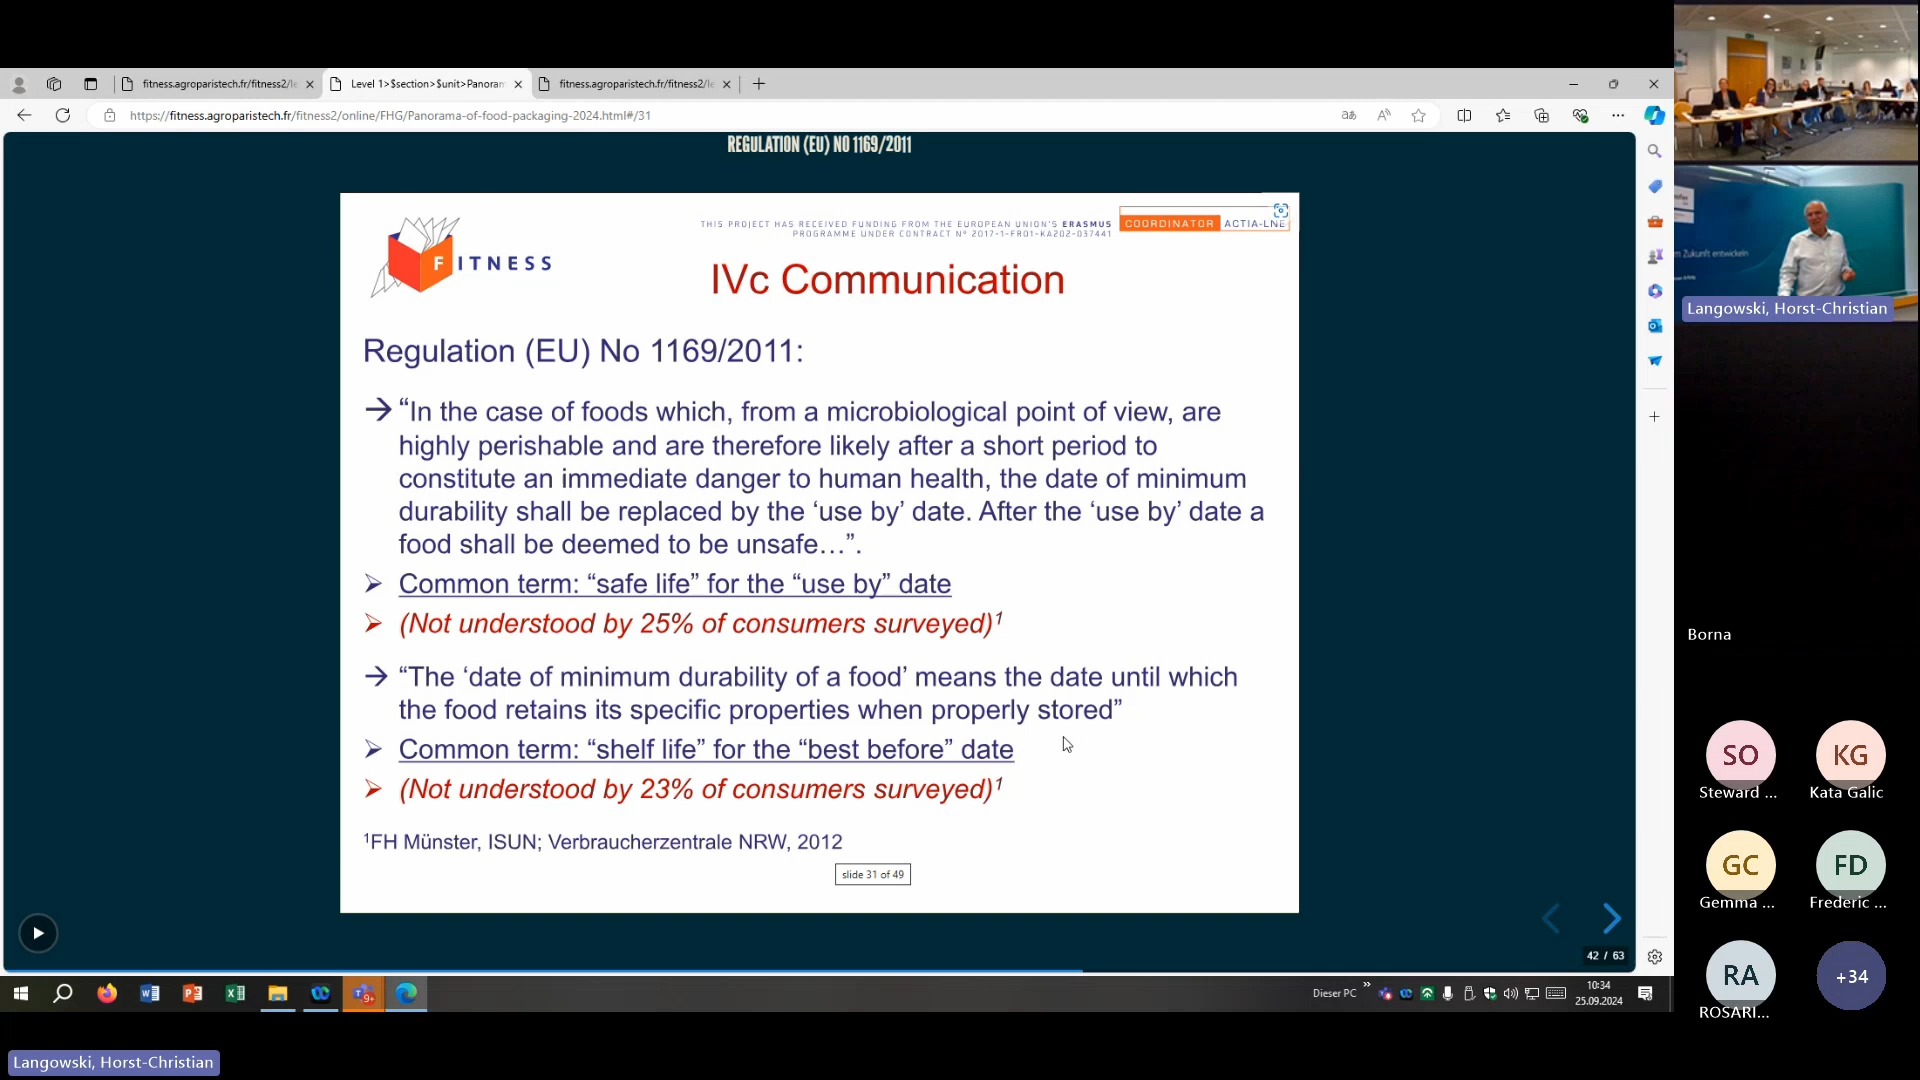 fitness.agroparistech.fr/fitness2/le
Level 1>$section>$unit>Panoram
fitness.agroparistech.fr/fitness2/le
https://fitness.agroparistech.fr/fitness2/online/FHG/Panorama-of-food-packaging-2024.html#/31
REGULATION (EU) NO 1169/2011
THIS PROJECT HAS RECEIVED FUNDING FROM THE EUROPEAN UNION'S ERASMUS
PROGRAMME UNDER CONTRACT N° 2017-1-FR01-KA202-037441
COORDINATOR ACTIA-LNE
FITNESS
IVc Communication
Regulation (EU) No 1169/2011:
→ “In the case of foods which, from a microbiological point of view, are
highly perishable and are therefore likely after a short period to
constitute an immediate danger to human health, the date of minimum
durability shall be replaced by the ‘use by’ date. After the ‘use by’ date a
food shall be deemed to be unsafe…”.
➢ Common term: “safe life” for the “use by” date
➢ (Not understood by 25% of consumers surveyed)¹
→ “The ‘date of minimum durability of a food’ means the date until which
the food retains its specific properties when properly stored”
➢ Common term: “shelf life” for the “best before” date
➢ (Not understood by 23% of consumers surveyed)¹
¹FH Münster, ISUN; Verbraucherzentrale NRW, 2012
slide 31 of 49
42 / 63
Dieser PC
10:34
25.09.2024
Langowski, Horst-Christian
Zukunft entwickeln
Langowski, Horst-Christian
Borna
SO
Steward ...
KG
Kata Galic
GC
Gemma ...
FD
Frederic ...
RA
ROSARI...
+34